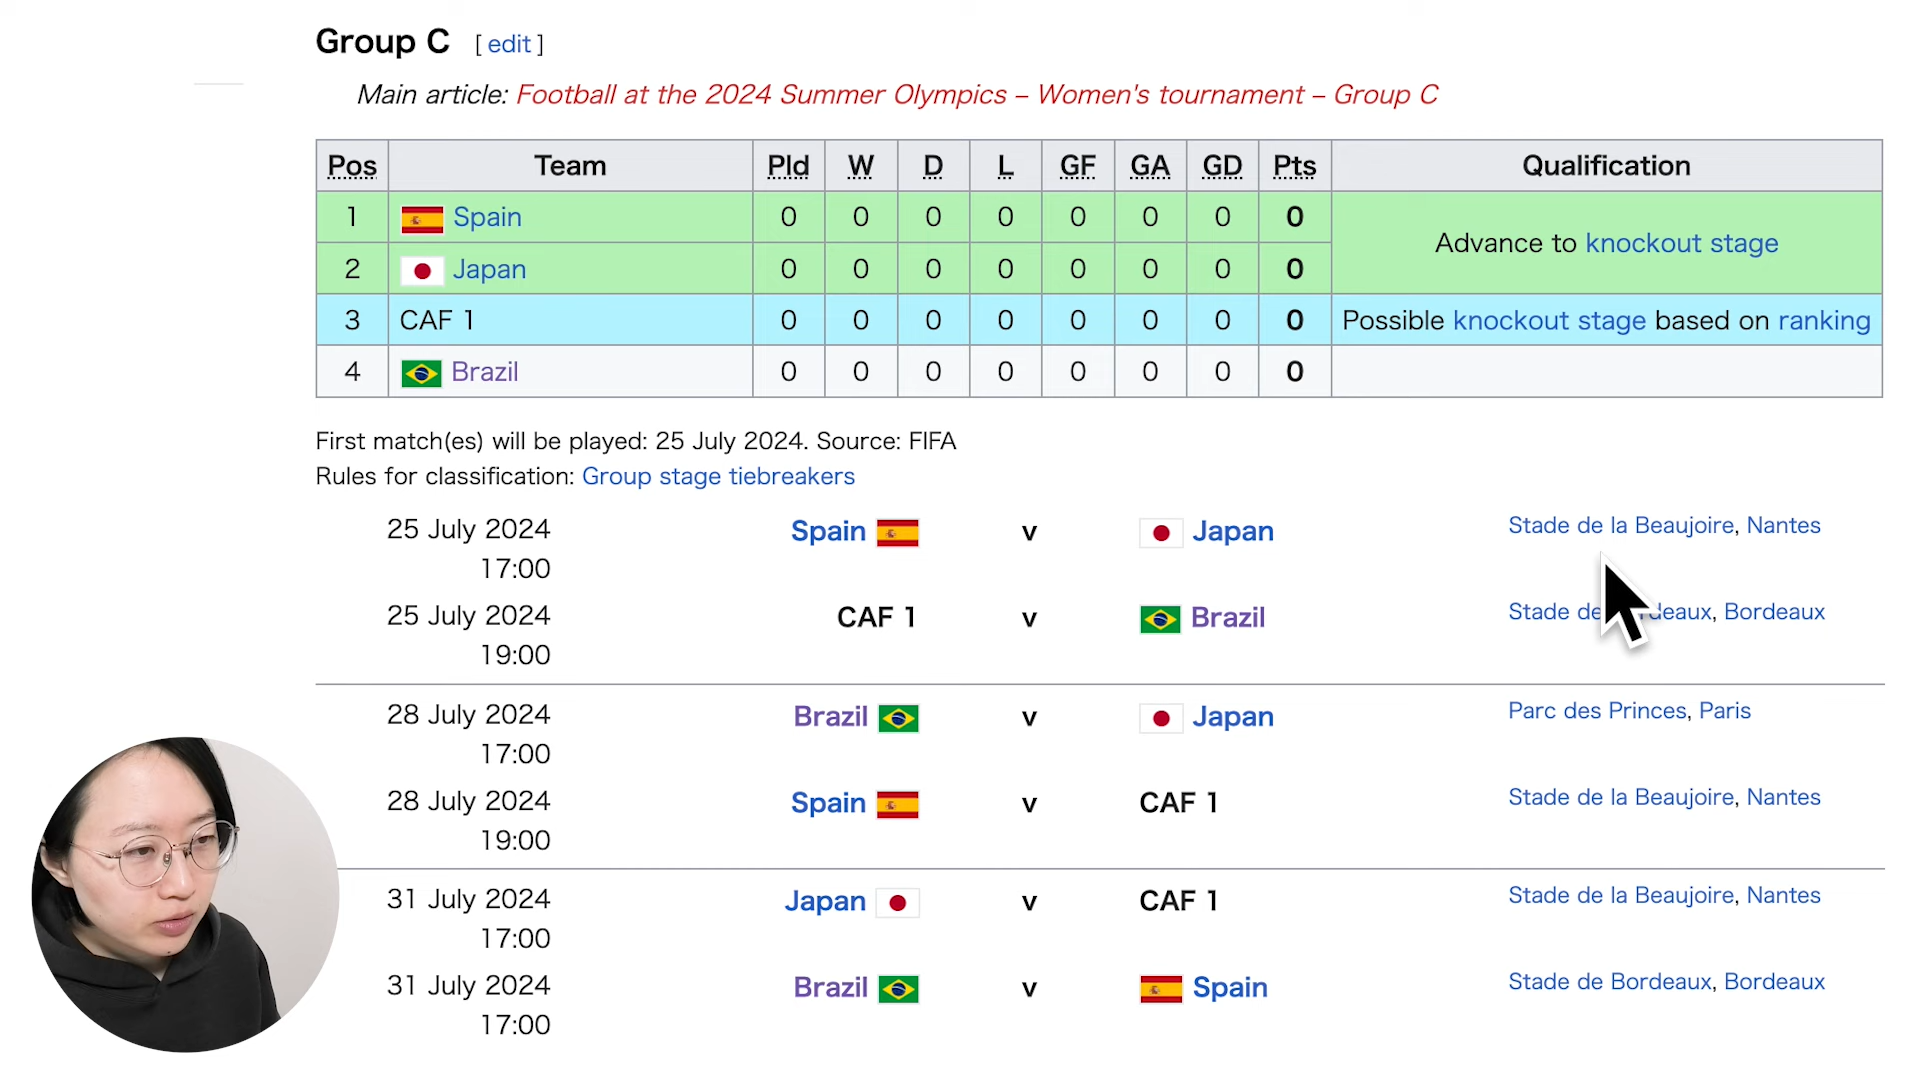 Group C [ edit ]
Main article: Football at the 2024 Summer Olympics – Women's tournament – Group C
Pos Team Pld W D L GF GA GD Pts Qualification
1 Spain 0 0 0 0 0 0 0 0 Advance to knockout stage
2 Japan 0 0 0 0 0 0 0 0
3 CAF 1 0 0 0 0 0 0 0 0 Possible knockout stage based on ranking
4 Brazil 0 0 0 0 0 0 0 0
First match(es) will be played: 25 July 2024. Source: FIFA
Rules for classification: Group stage tiebreakers
25 July 2024 Spain v Japan Stade de la Beaujoire, Nantes
17:00
25 July 2024 CAF 1 v Brazil Stade de Bordeaux, Bordeaux
19:00
28 July 2024 Brazil v Japan Parc des Princes, Paris
17:00
28 July 2024 Spain v CAF 1 Stade de la Beaujoire, Nantes
19:00
31 July 2024 Japan v CAF 1 Stade de la Beaujoire, Nantes
17:00
31 July 2024 Brazil v Spain Stade de Bordeaux, Bordeaux
17:00